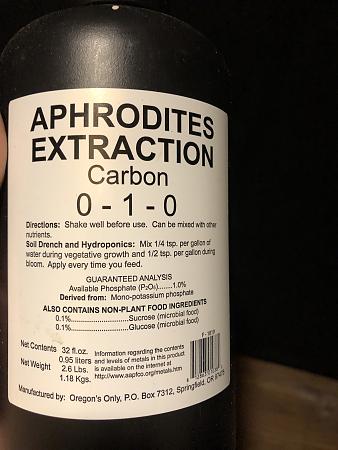 APHRODITES
EXTRACTION
Carbon
0 - 1 - 0
Directions: Shake well before use. Can be mixed with other
nutrients.
Soil Drench and Hydroponics: Mix 1/4 tsp. per gallon of
water during vegetative growth and 1/2 tsp. per gallon during
bloom. Apply every time you feed.
GUARANTEED ANALYSIS
Available Phosphate (P₂O₅).......1.0%
Derived from: Mono-potassium phosphate
ALSO CONTAINS NON-PLANT FOOD INGREDIENTS
0.1%......................Sucrose (microbial food)
0.1%......................Glucose (microbial food)
Net Contents 32 fl.oz.
0.95 liters
Net Weight 2.6 Lbs.
1.18 Kgs.
Information regarding the contents
and levels of metals in this product
is available on the internet at
http://www.aapfco.org/metals.htm
Manufactured by: Oregon's Only, P.O. Box 7312, Springfield, OR